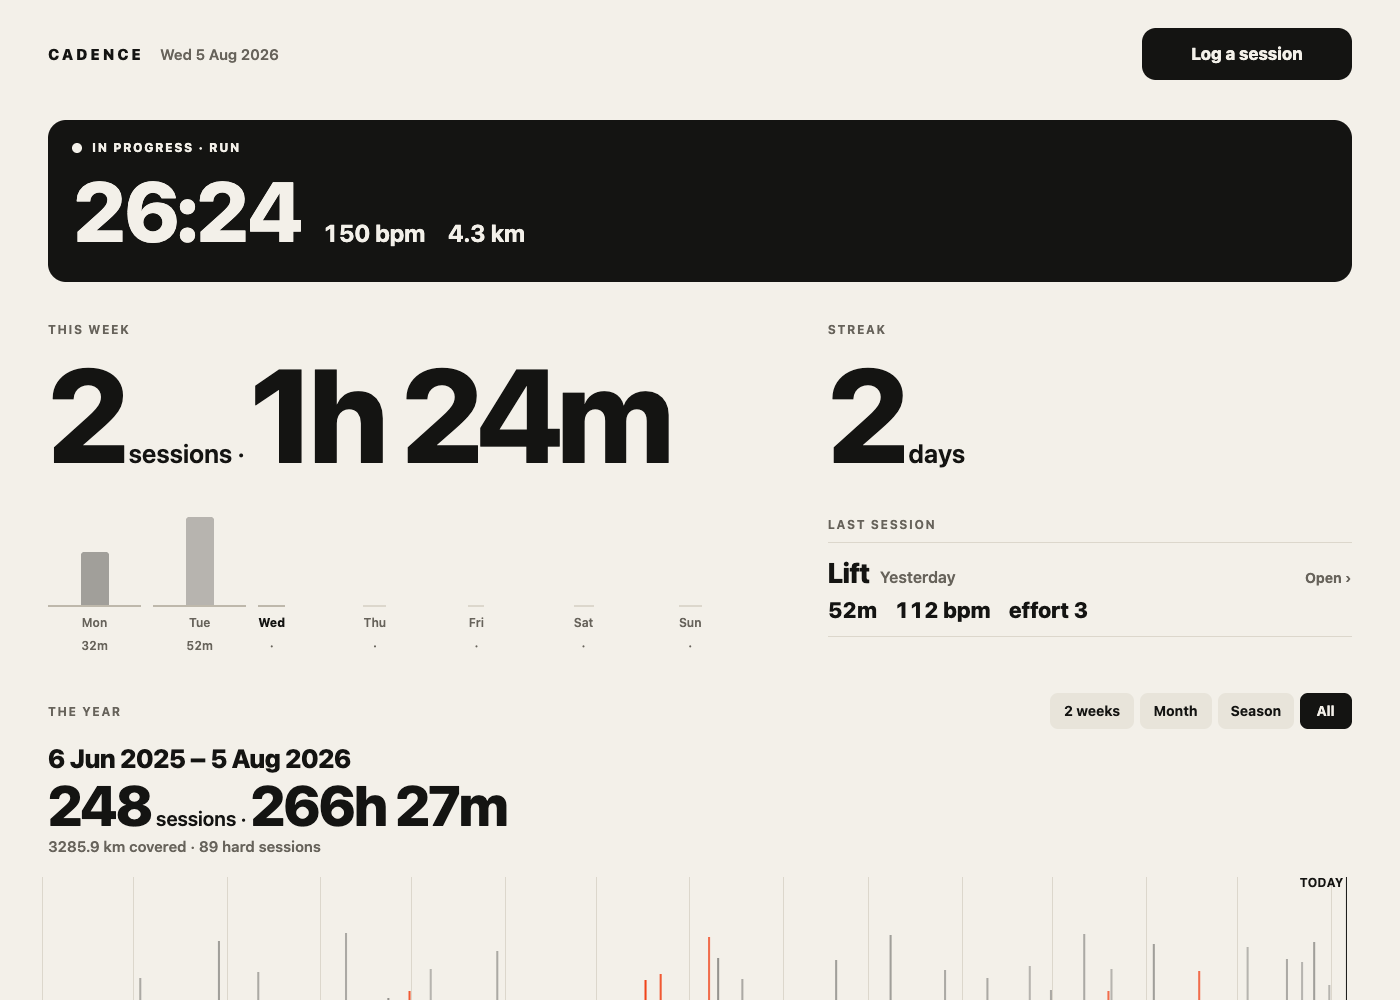 CADENCE Wed 5 Aug 2026
Log a session
IN PROGRESS · RUN
26:24 150 bpm 4.3 km
THIS WEEK
2 sessions · 1h 24m
Mon Tue Wed Thu Fri Sat Sun
32m 52m · · · · ·
STREAK
2 days
LAST SESSION
Lift Yesterday Open ›
52m 112 bpm effort 3
THE YEAR
2 weeks Month Season All
6 Jun 2025 – 5 Aug 2026
248 sessions · 266h 27m
3285.9 km covered · 89 hard sessions
TODAY